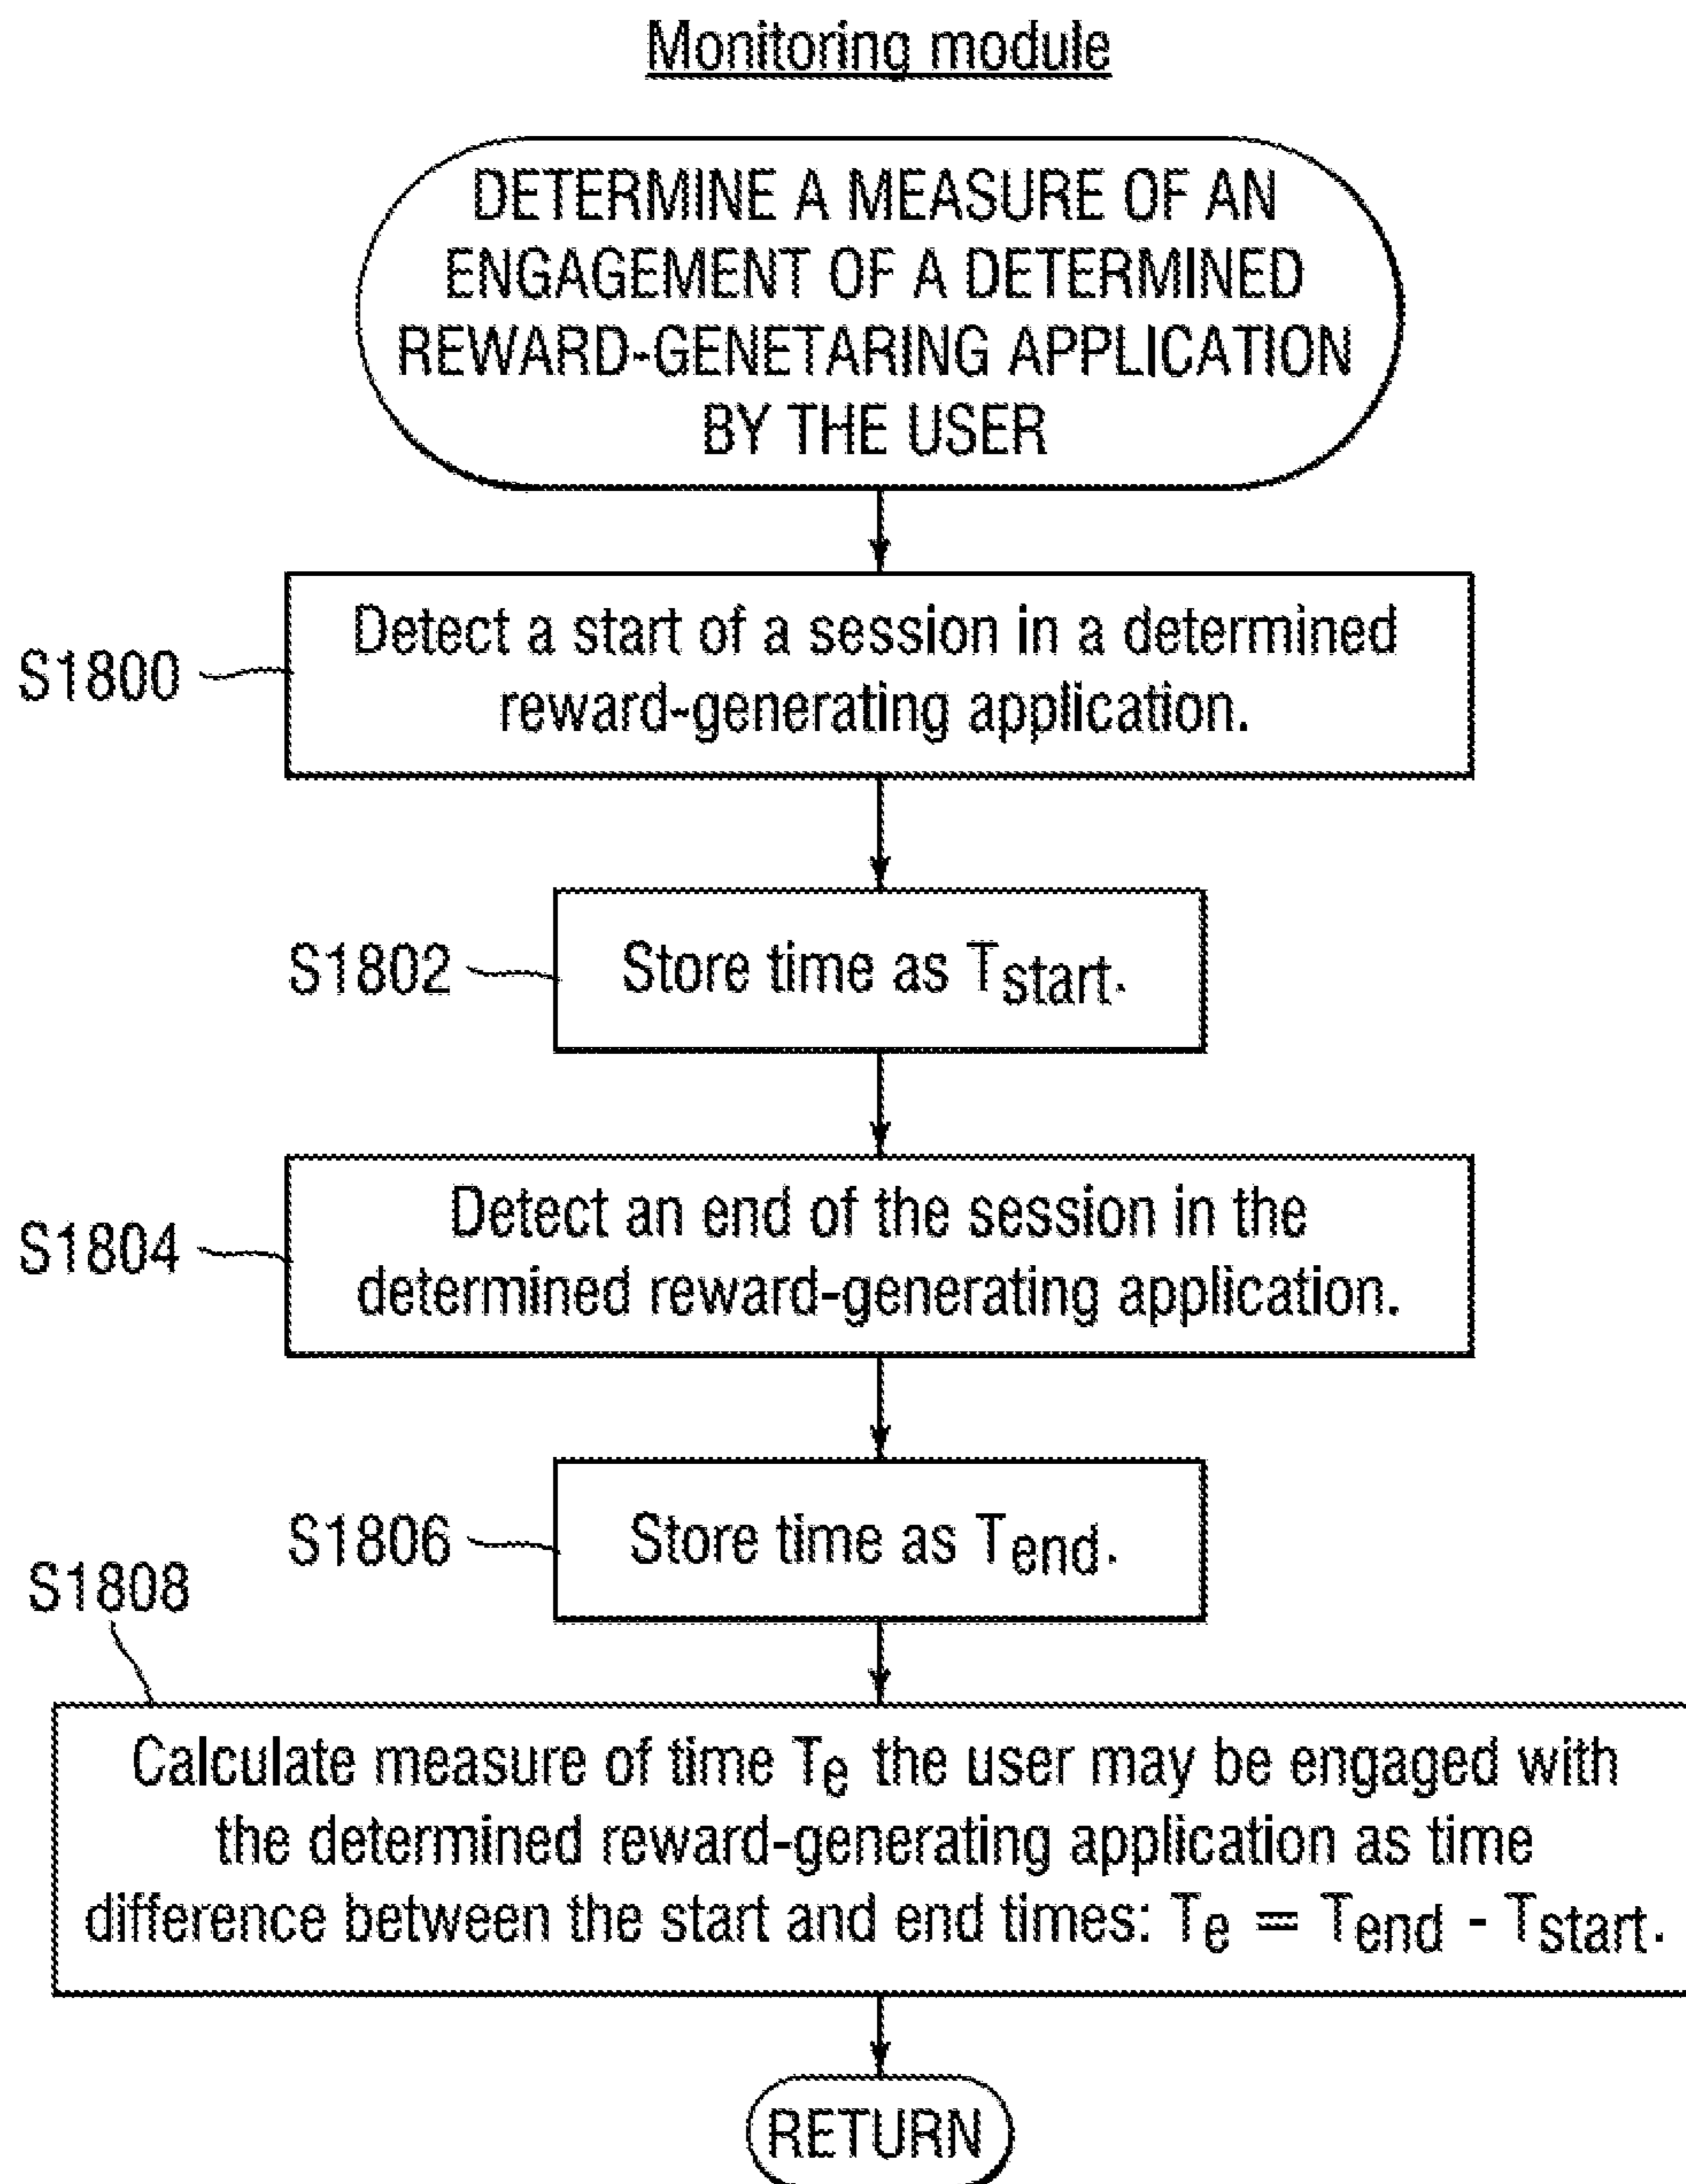 Monitoring module
DETERMINE A MEASURE OF AN
ENGAGEMENT OF A DETERMINED
REWARD-GENETARING APPLICATION
BY THE USER
S1800
Detect a start of a session in a determined
reward-generating application.
S1802
Store time as Tstart.
S1804
Detect an end of the session in the
determined reward-generating application.
S1806
Store time as Tend.
S1808
Calculate measure of time Te the user may be engaged with
the determined reward-generating application as time
difference between the start and end times: Te = Tend - Tstart.
RETURN